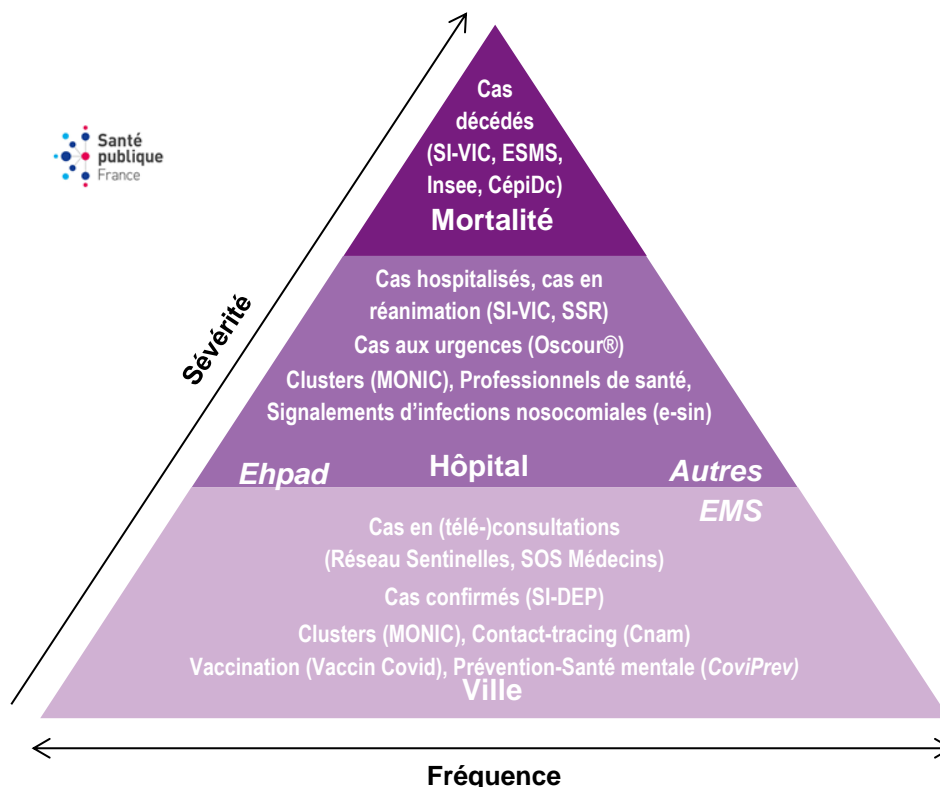 Santé
publique
France
Cas
décédés
(SI-VIC, ESMS,
Insee, CépiDc)
Mortalité
Sévérité
Cas hospitalisés, cas en
réanimation (SI-VIC, SSR)
Cas aux urgences (Oscour®)
Clusters (MONIC), Professionnels de santé,
Signalements d'infections nosocomiales (e-sin)
Ehpad
Hôpital
Autres
EMS
Cas en (télé-)consultations
(Réseau Sentinelles, SOS Médecins)
Cas confirmés (SI-DEP)
Clusters (MONIC), Contact-tracing (Cnam)
Vaccination (Vaccin Covid), Prévention-Santé mentale (CoviPrev)
Ville
Fréquence